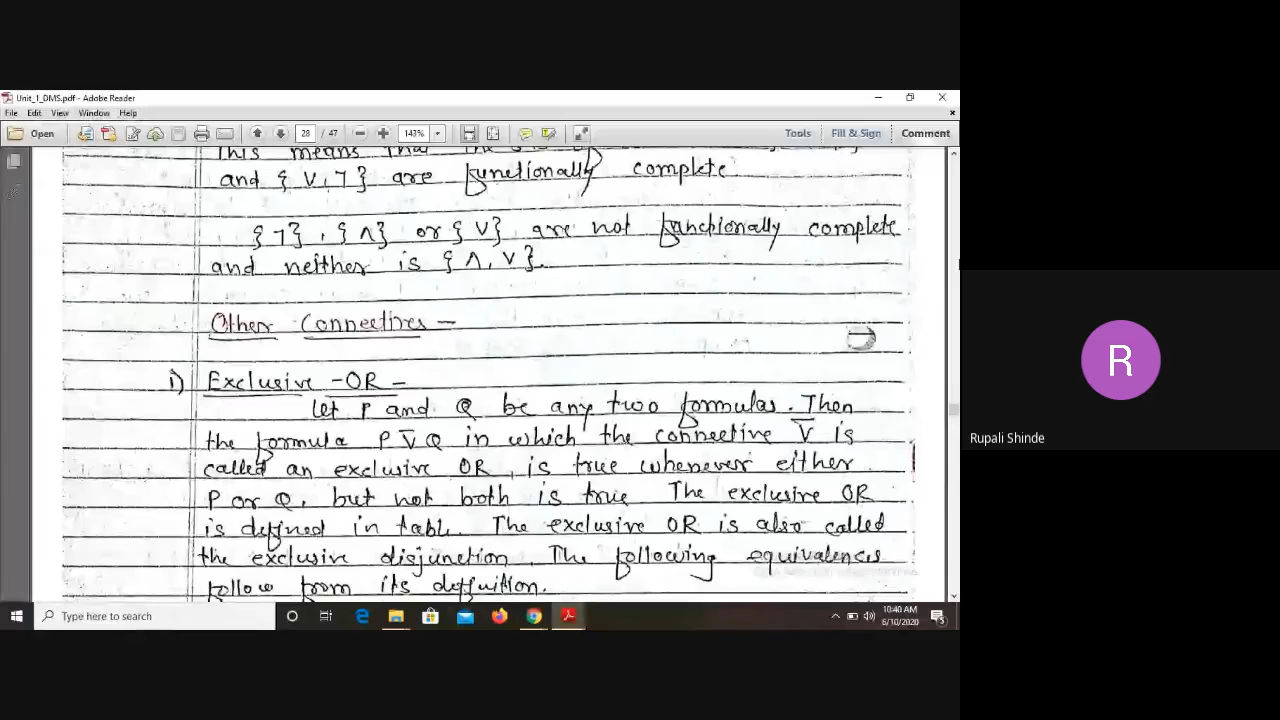 Unit_1_DMS.pdf - Adobe Reader
File Edit View Window Help
Open 28 / 47 143% Tools Fill & Sign Comment
This means that the
and { ∨, ¬ } are functionally complete
{ ¬ } , { ∧ } or { ∨ } are not functionally complete
and neither is { ∧, ∨ }.
Other Connectives –
i) Exclusive -OR –
let P and Q be any two formulas. Then
the formula P ⊽ Q in which the connective ⊽ is
called an exclusive OR, is true whenever either
P or Q, but not both is true The exclusive OR
is defined in table. The exclusive OR is also called
the exclusive disjunction. The following equivalences
follow from its definition.
R
Rupali Shinde
Type here to search
10:40 AM
6/10/2020